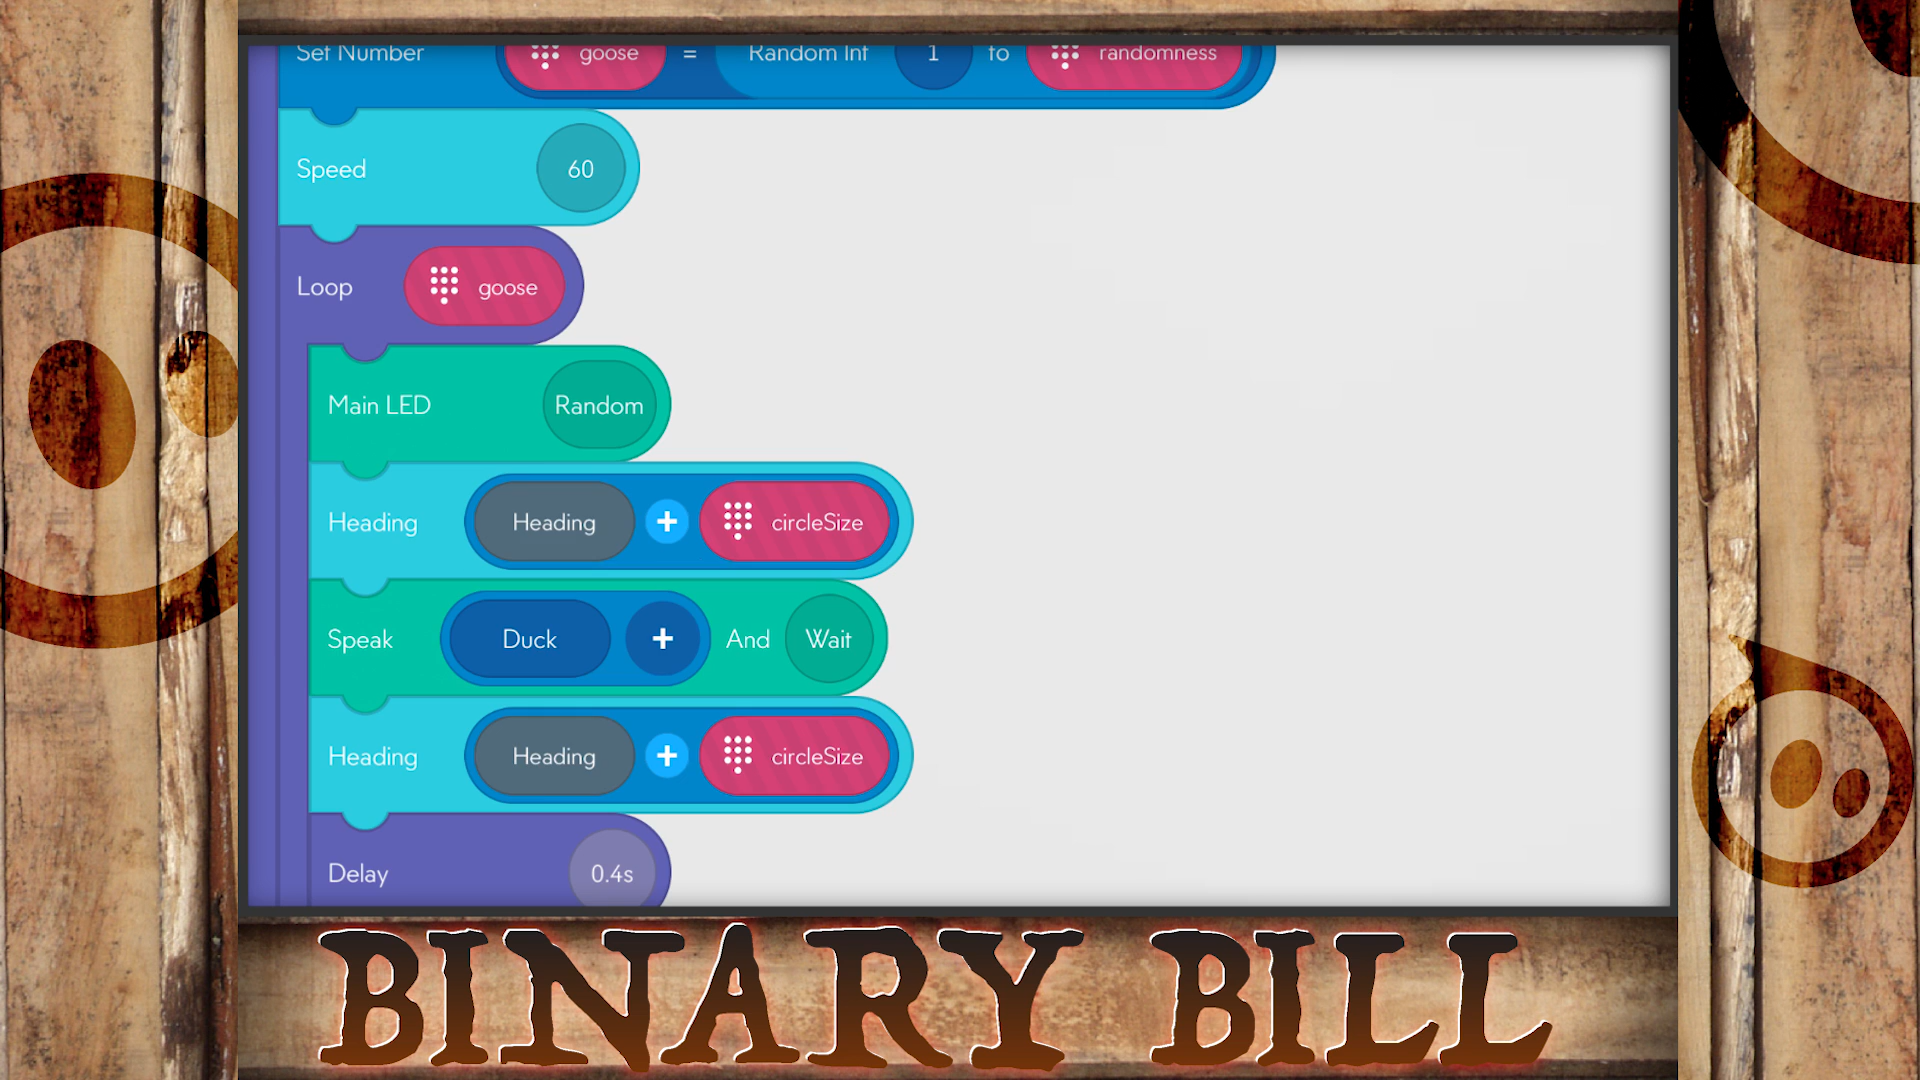 Set Number goose = Random Int 1 to randomness
Speed 60
Loop goose
Main LED Random
Heading Heading + circleSize
Speak Duck + And Wait
Heading Heading + circleSize
Delay 0.4s
BINARY BILL